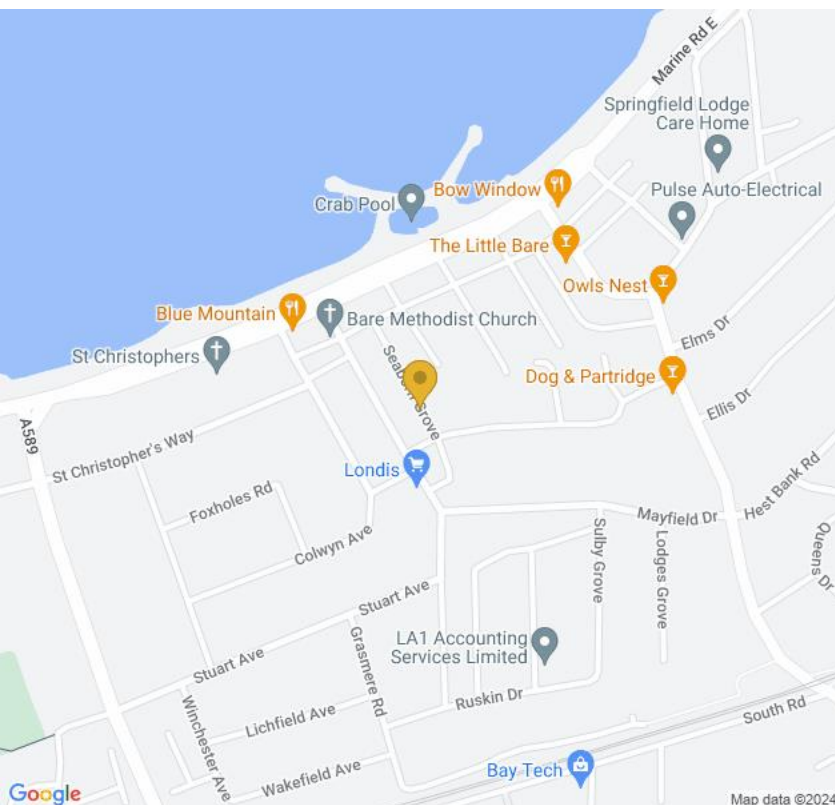 Marine Rd E
Springfield Lodge
Care Home
Bow Window
Pulse Auto-Electrical
Crab Pool
The Little Bare
Owls Nest
Blue Mountain
Bare Methodist Church
St Christophers
Elms Dr
Dog & Partridge
Grove
Ellis Dr
A589
St Christopher's Way
Londis
Hest Bank Rd
Foxholes Rd
Mayfield Dr
Queens Dr
Colwyn Ave
Sulby Grove
Lodges Grove
Stuart Ave
LA1 Accounting
Services Limited
Grasmere Rd
Stuart Ave
Winchester Ave
Ruskin Dr
Lichfield Ave
South Rd
Wakefield Ave
Bay Tech
Google
Map data ©2024